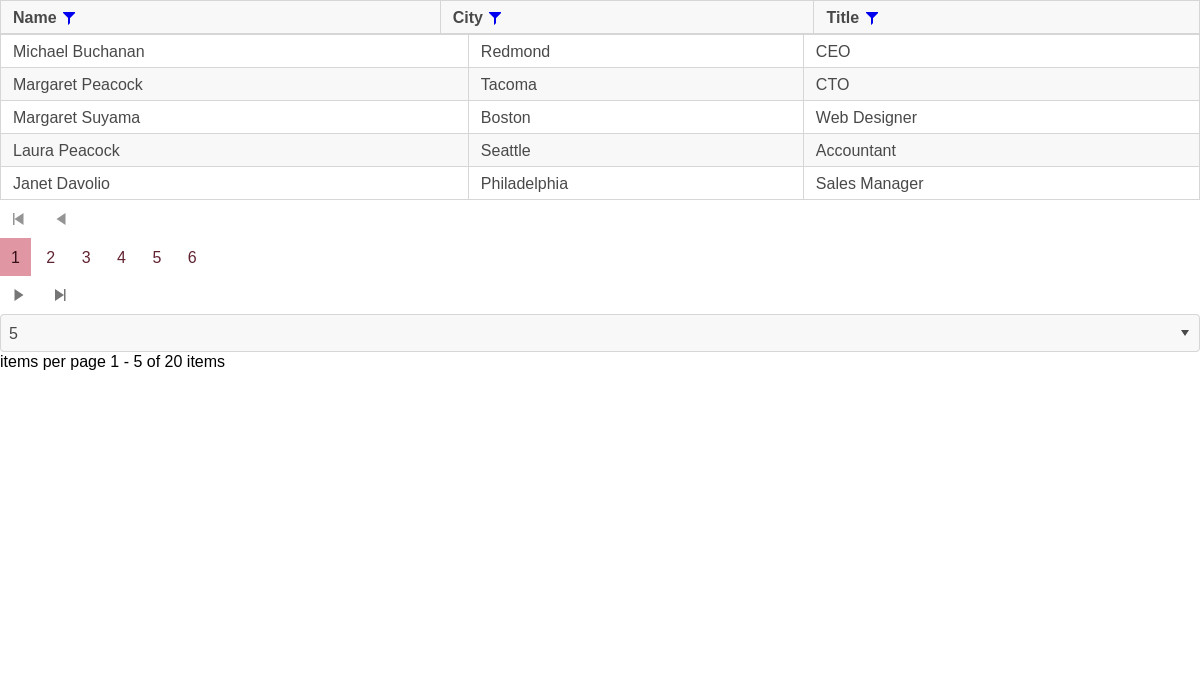 Name City Title
Michael Buchanan Redmond CEO
Margaret Peacock Tacoma CTO
Margaret Suyama Boston Web Designer
Laura Peacock Seattle Accountant
Janet Davolio Philadelphia Sales Manager
1 2 3 4 5 6
5
items per page 1 - 5 of 20 items